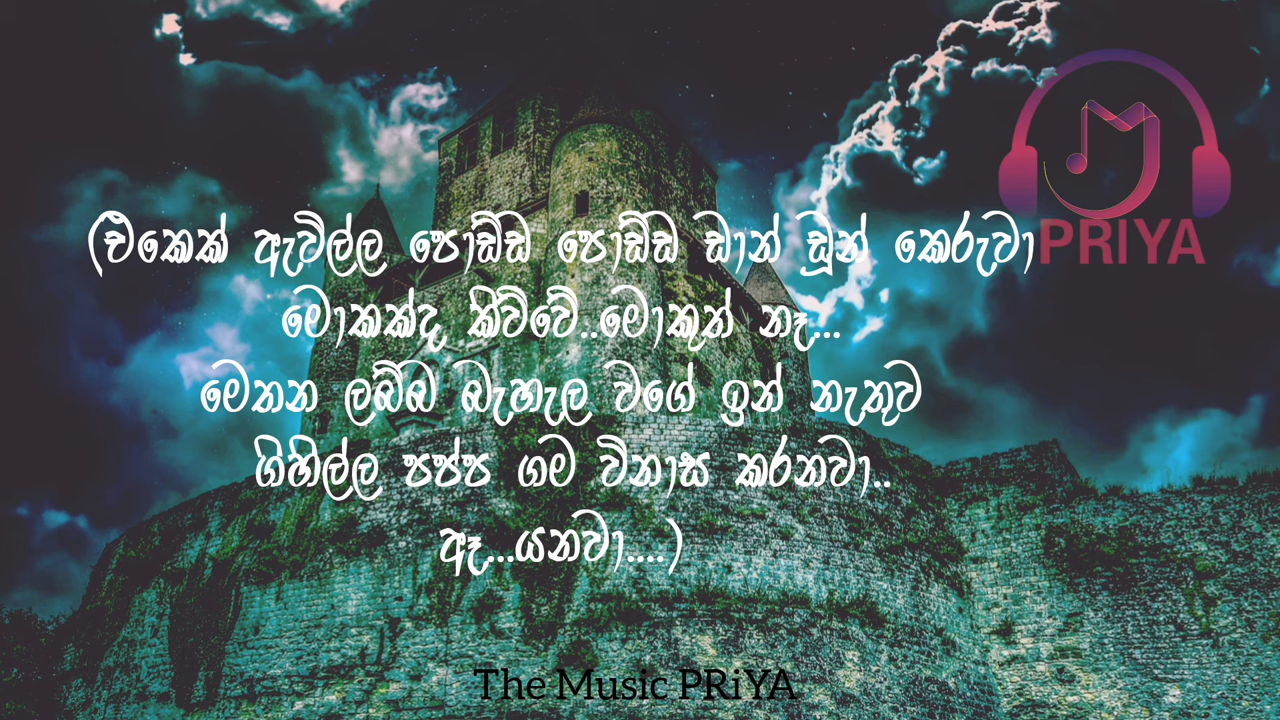 (එකෙක් ඇවිල්ල පොඩ්ඩ පොඩ්ඩ ඩාන් ඩූන් කෙරුවා
මොකක්ද කිව්වේ..මොකුත් නෑ...
මෙතන ලබ්බ බැහැල වගේ ඉන් නැතුව
ගිහිල්ල පප්ප ගම විනාස කරනවා..
ඈ...යනවා....)
PRIYA
The Music PRiYA